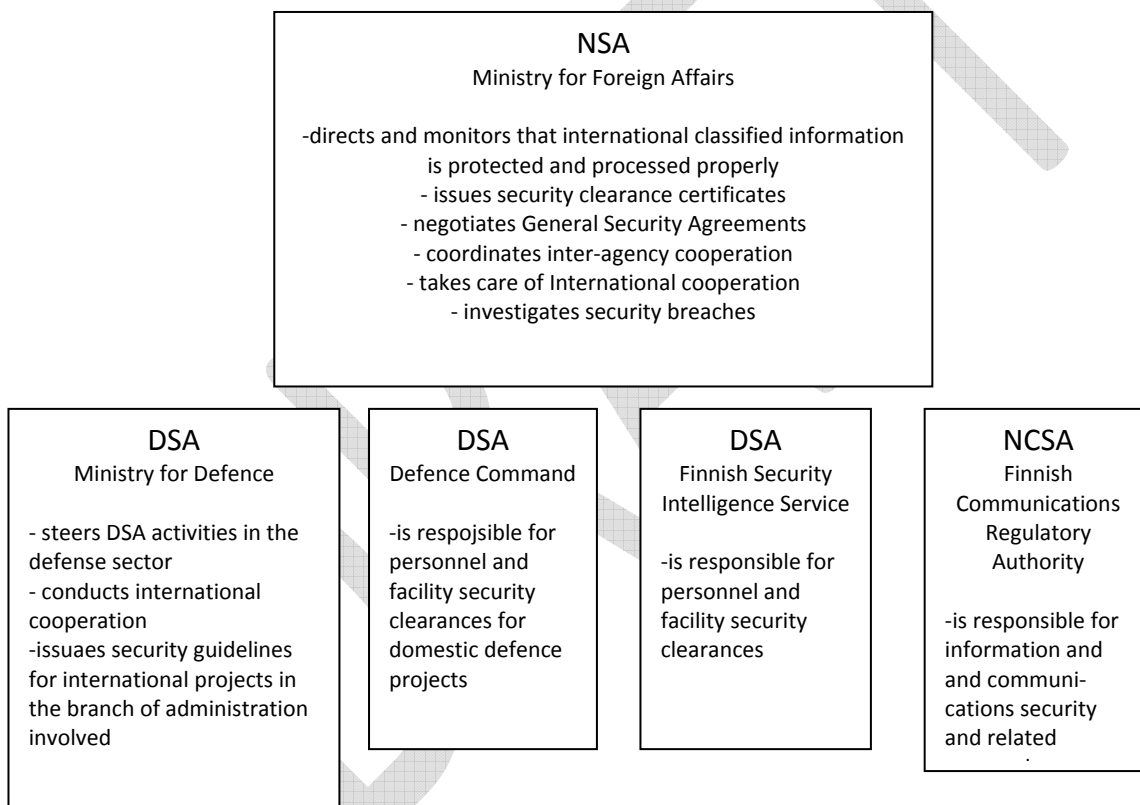 NSA
Ministry for Foreign Affairs
-directs and monitors that international classified information
is protected and processed properly
- issues security clearance certificates
- negotiates General Security Agreements
- coordinates inter-agency cooperation
- takes care of International cooperation
- investigates security breaches
DSA
Ministry for Defence
- steers DSA activities in the
defense sector
- conducts international
cooperation
-issuaes security guidelines
for international projects in
the branch of administration
involved
DSA
Defence Command
-is respojsible for
personnel and
facility security
clearances for
domestic defence
projects
DSA
Finnish Security
Intelligence Service
-is responsible for
personnel and
facility security
clearances
NCSA
Finnish
Communications
Regulatory
Authority
-is responsible for
information and
and communi-
cations security
and related